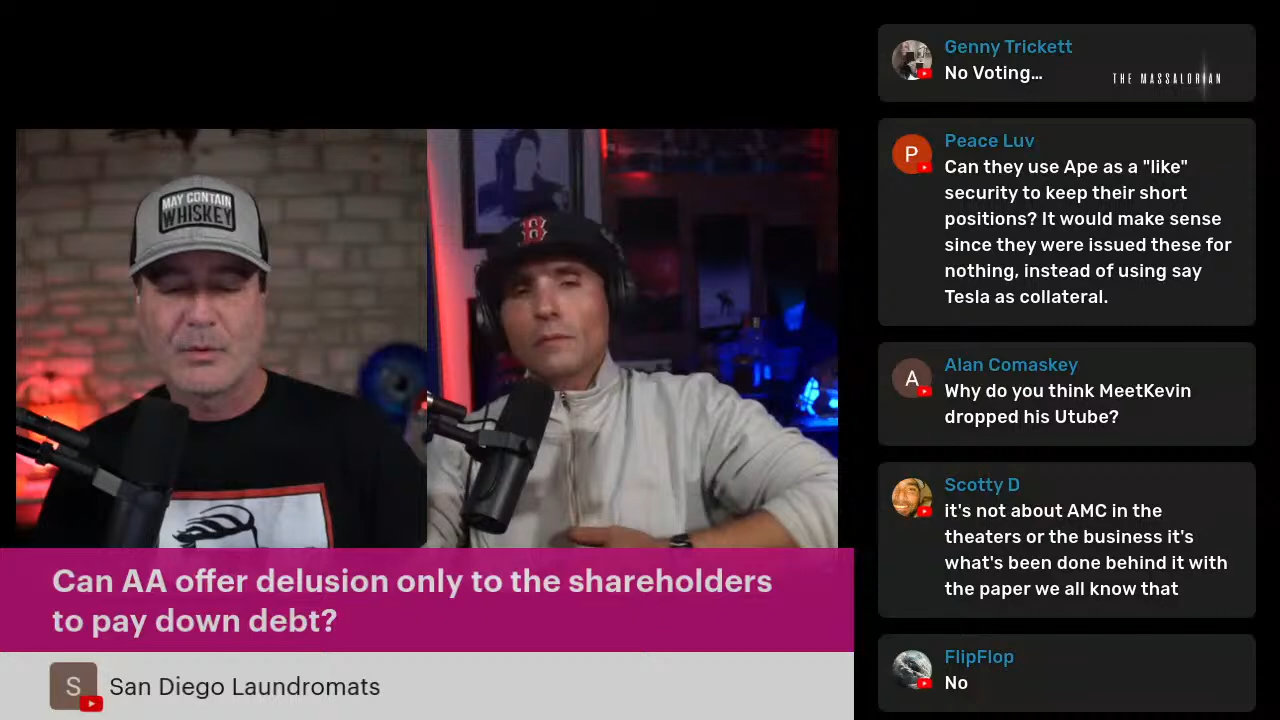 MAY CONTAIN
WHISKEY
B
Can AA offer delusion only to the shareholders
to pay down debt?
S
San Diego Laundromats
Genny Trickett
No Voting...
THE MASSALORIAN
P
Peace Luv
Can they use Ape as a "like"
security to keep their short
positions? It would make sense
since they were issued these for
nothing, instead of using say
Tesla as collateral.
A
Alan Comaskey
Why do you think MeetKevin
dropped his Utube?
Scotty D
it's not about AMC in the
theaters or the business it's
what's been done behind it with
the paper we all know that
FlipFlop
No